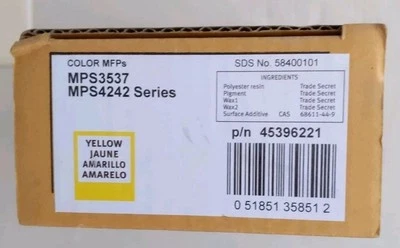 COLOR MFPs
MPS3537
MPS4242 Series
YELLOW
JAUNE
AMARILLO
AMARELO
SDS No. 58400101
INGREDIENTS
Polyester resin Trade Secret
Pigment Trade Secret
Wax1 Trade Secret
Wax2 Trade Secret
Surface Additive CAS 68611-44-9
p/n 45396221
0 51851 35851 2